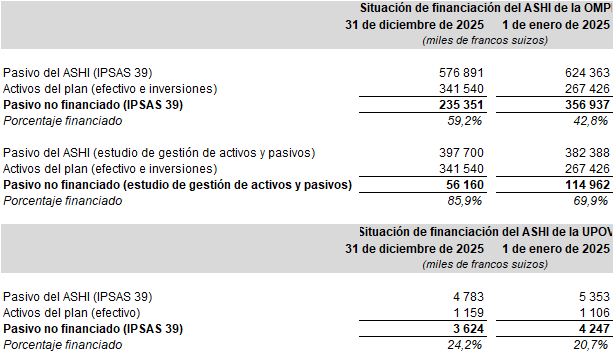 Situación de financiación del ASHI de la OMPI
31 de diciembre de 2025 1 de enero de 2025
(miles de francos suizos)
Pasivo del ASHI (IPSAS 39) 576 891 624 363
Activos del plan (efectivo e inversiones) 341 540 267 426
Pasivo no financiado (IPSAS 39) 235 351 356 937
Porcentaje financiado 59,2% 42,8%
Pasivo del ASHI (estudio de gestión de activos y pasivos) 397 700 382 388
Activos del plan (efectivo e inversiones) 341 540 267 426
Pasivo no financiado (estudio de gestión de activos y pasivos) 56 160 114 962
Porcentaje financiado 85,9% 69,9%
Situación de financiación del ASHI de la UPOV
31 de diciembre de 2025 1 de enero de 2025
(miles de francos suizos)
Pasivo del ASHI (IPSAS 39) 4 783 5 353
Activos del plan (efectivo) 1 159 1 106
Pasivo no financiado (IPSAS 39) 3 624 4 247
Porcentaje financiado 24,2% 20,7%